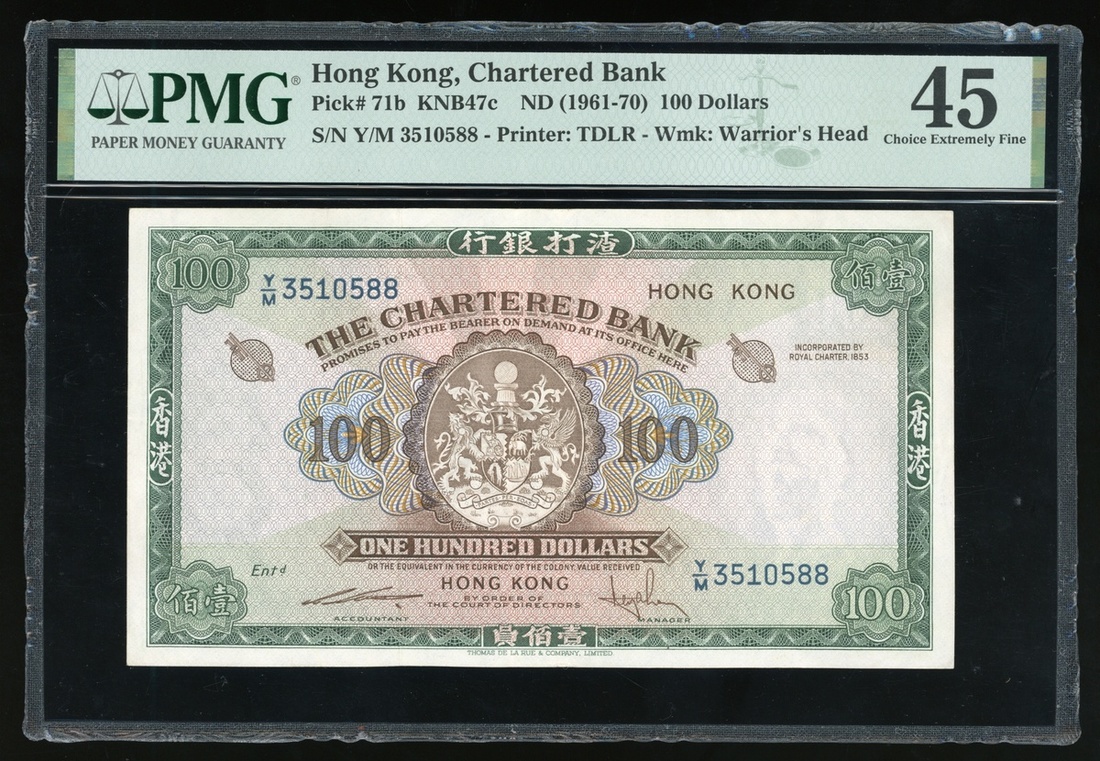 PMG®
PAPER MONEY GUARANTY
Hong Kong, Chartered Bank
Pick# 71b KNB47c ND (1961-70) 100 Dollars
S/N Y/M 3510588 - Printer: TDLR - Wmk: Warrior's Head
45
Choice Extremely Fine
行銀打渣
100
佰壹
Y/M 3510588
HONG KONG
THE CHARTERED BANK
PROMISES TO PAY THE BEARER ON DEMAND AT ITS OFFICE HERE
INCORPORATED BY
ROYAL CHARTER, 1853
香港
香港
100
100
ONE HUNDRED DOLLARS
OR THE EQUIVALENT IN THE CURRENCY OF THE COLONY, VALUE RECEIVED
Entd
HONG KONG
Y/M 3510588
BY ORDER OF
THE COURT OF DIRECTORS
ACCOUNTANT
MANAGER
佰壹
100
員佰壹
THOMAS DE LA RUE & COMPANY, LIMITED.